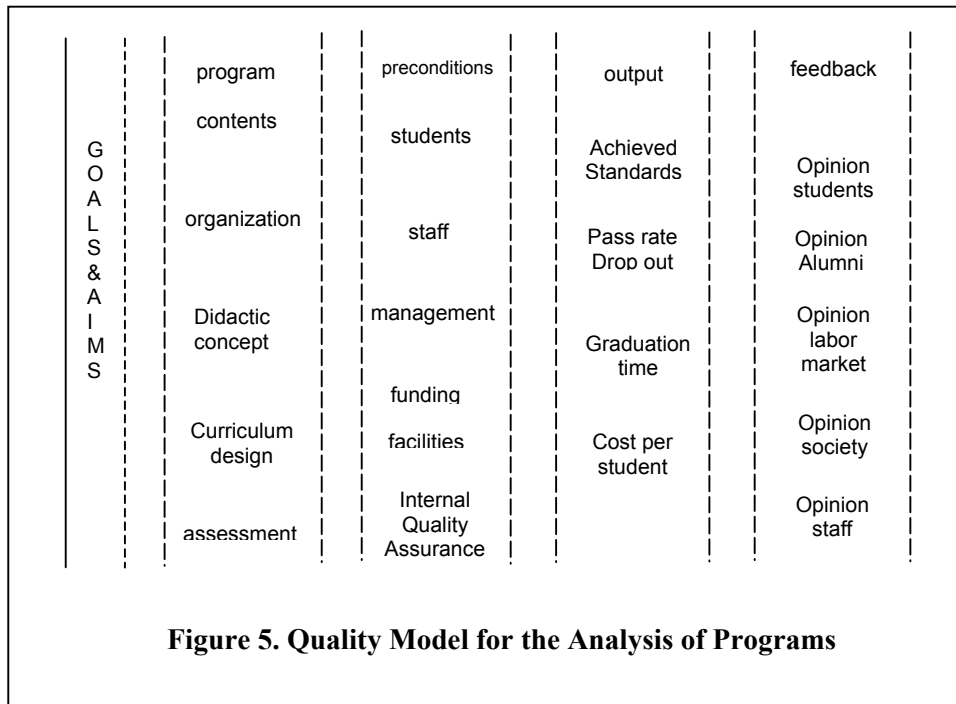 GOALS&AIMS
program
contents
organization
Didactic
concept
Curriculum
design
assessment
preconditions
students
staff
management
funding
facilities
Internal
Quality
Assurance
output
Achieved
Standards
Pass rate
Drop out
Graduation
time
Cost per
student
feedback
Opinion
students
Opinion
Alumni
Opinion
labor
market
Opinion
society
Opinion
staff
Figure 5. Quality Model for the Analysis of Programs